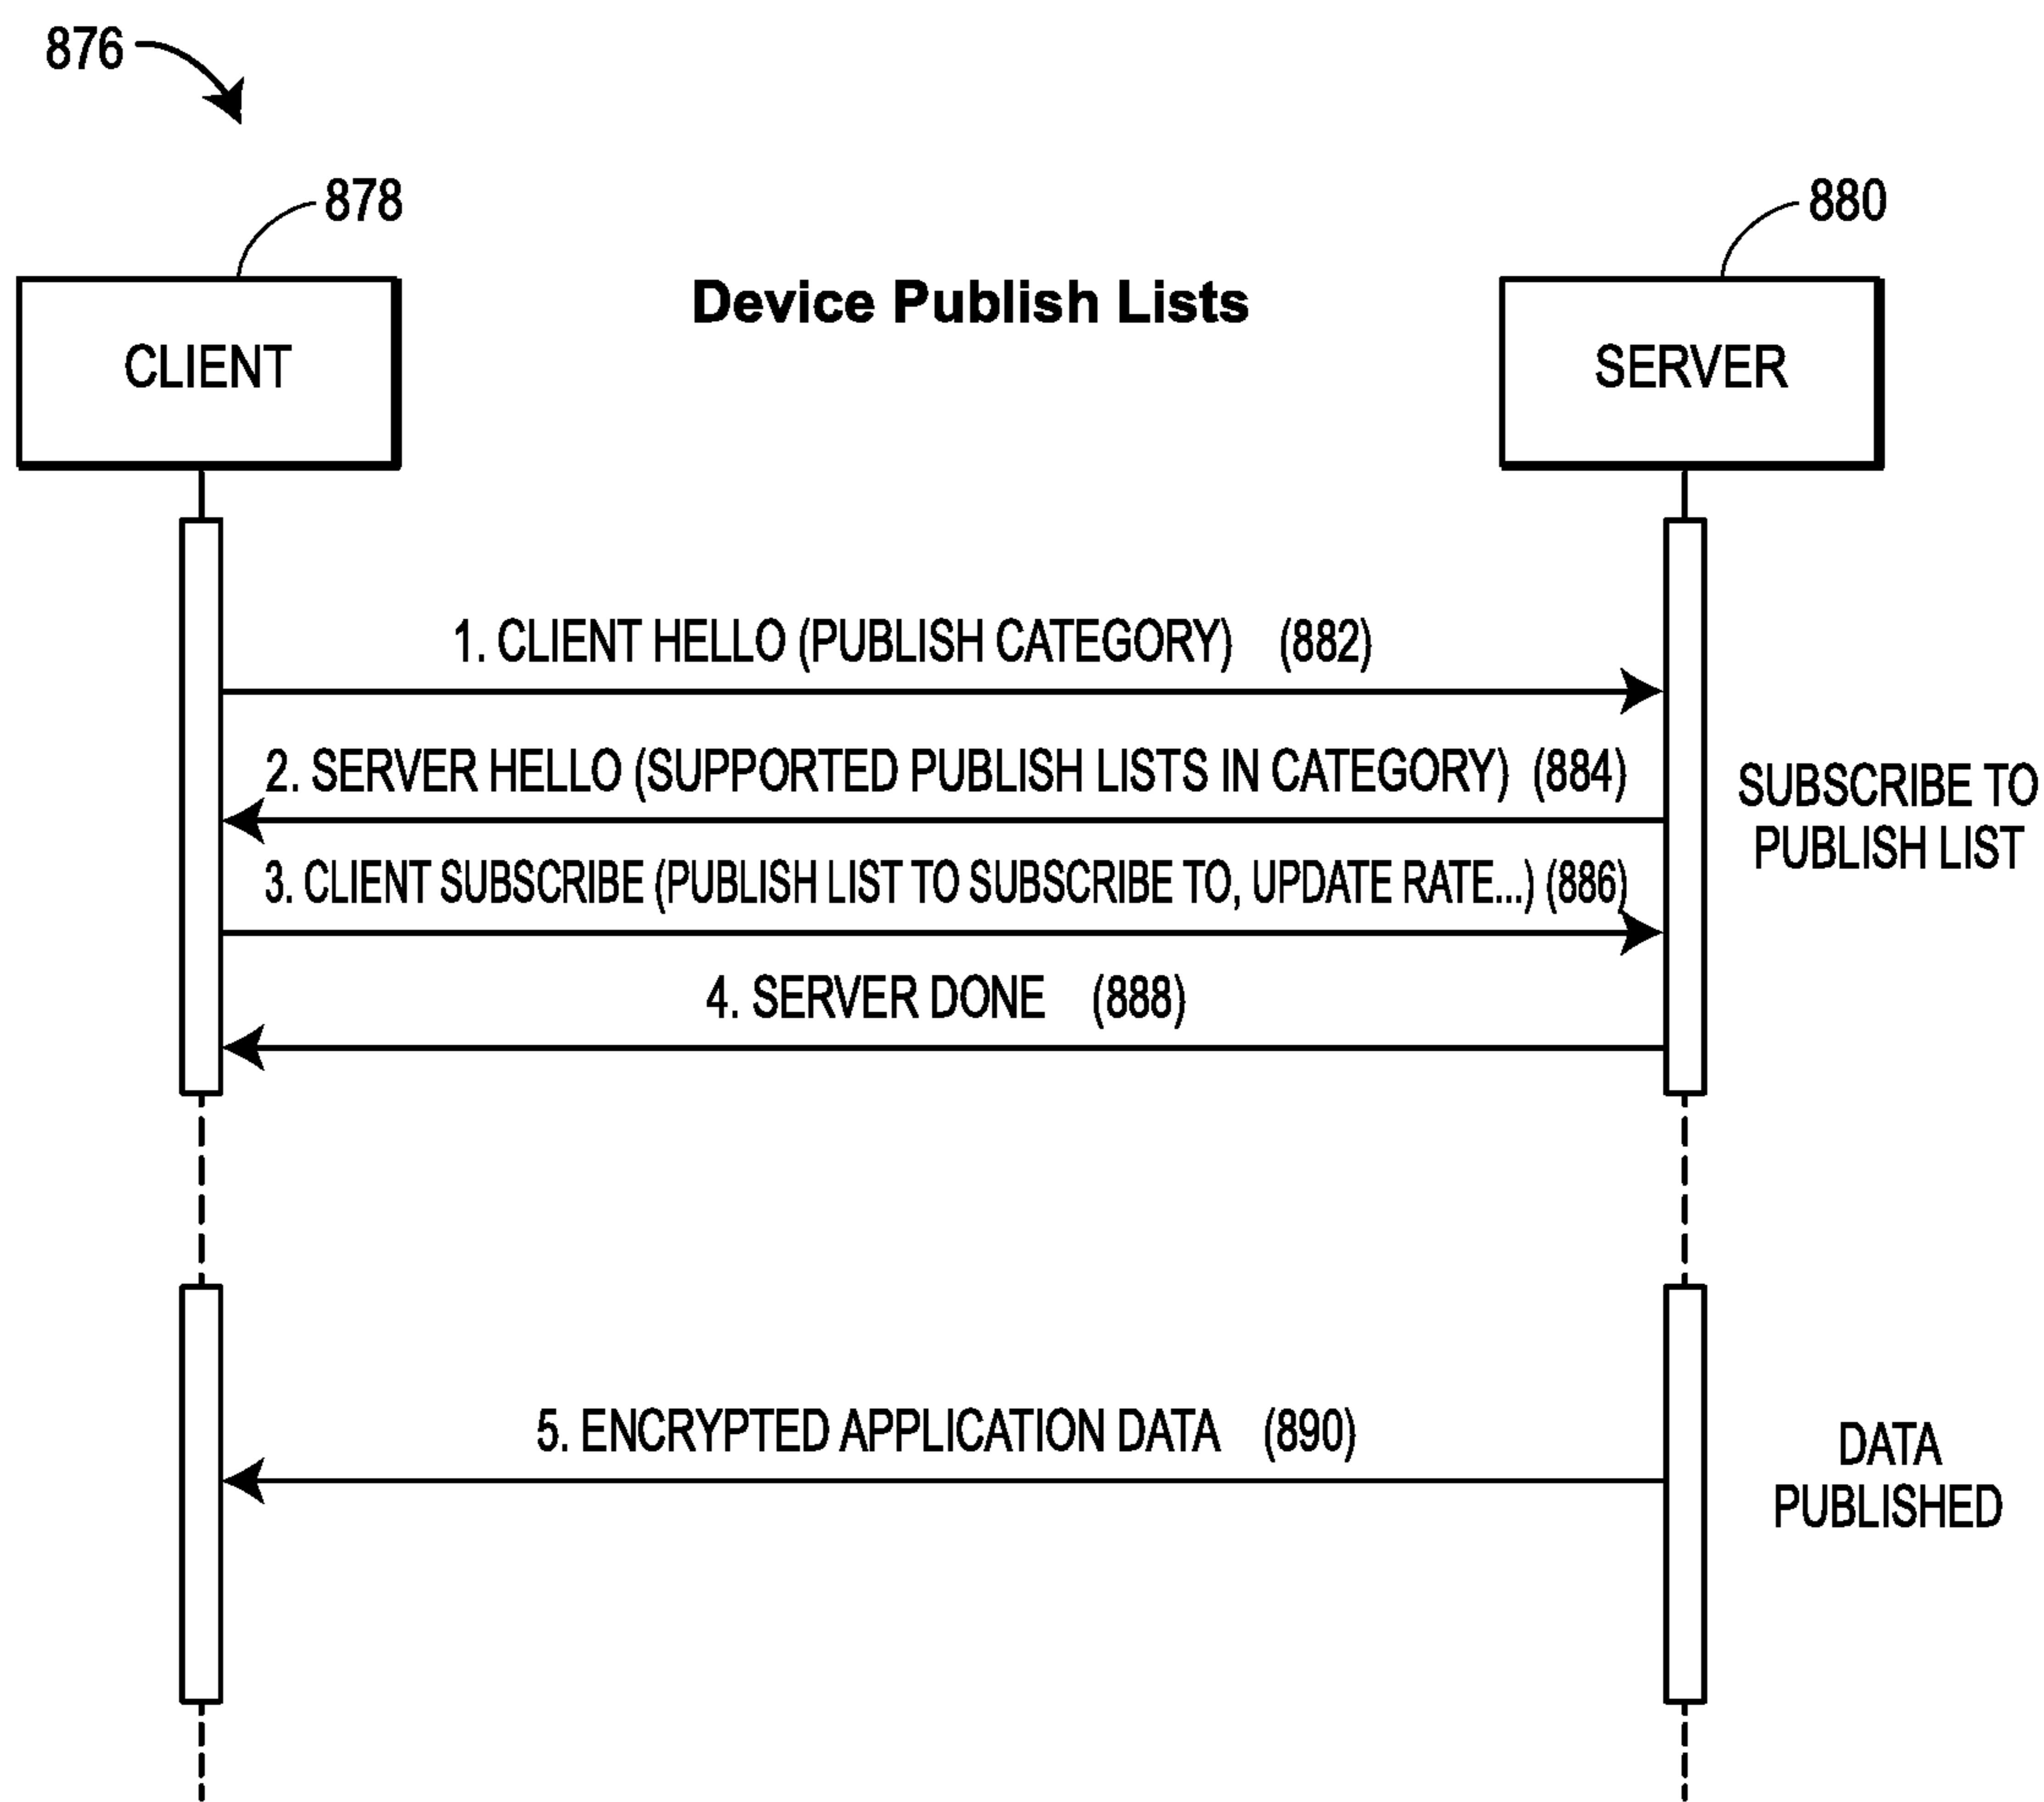 876
878
880
Device Publish Lists
CLIENT
SERVER
1. CLIENT HELLO (PUBLISH CATEGORY) (882)
2. SERVER HELLO (SUPPORTED PUBLISH LISTS IN CATEGORY) (884)
SUBSCRIBE TO
PUBLISH LIST
3. CLIENT SUBSCRIBE (PUBLISH LIST TO SUBSCRIBE TO, UPDATE RATE...) (886)
4. SERVER DONE (888)
5. ENCRYPTED APPLICATION DATA (890)
DATA
PUBLISHED